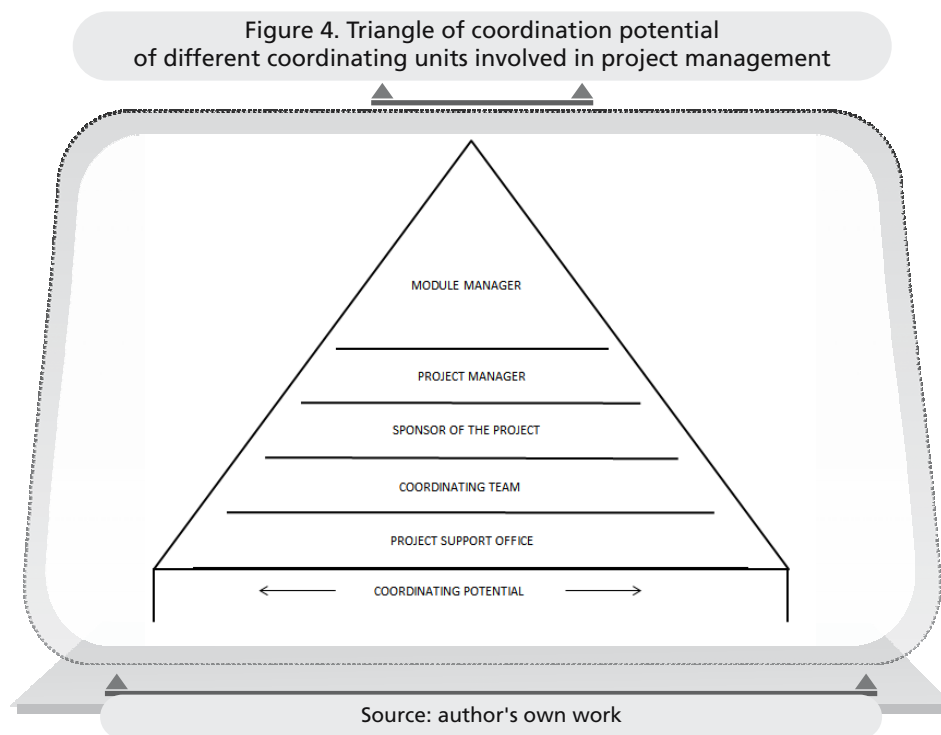 Figure 4. Triangle of coordination potential
of different coordinating units involved in project management
MODULE MANAGER
PROJECT MANAGER
SPONSOR OF THE PROJECT
COORDINATING TEAM
PROJECT SUPPORT OFFICE
COORDINATING POTENTIAL
Source: author's own work